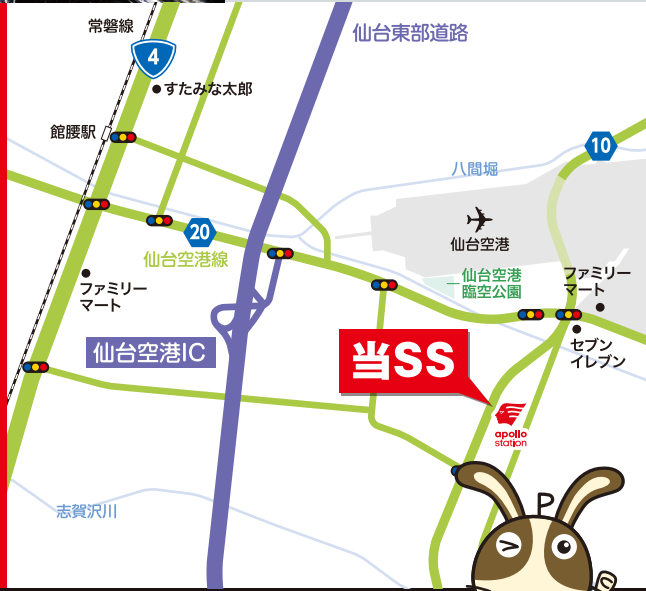 常磐線
仙台東部道路
4
すたみな太郎
館腰駅
10
八間堀
20
仙台空港
仙台空港線
仙台空港
臨空公園
ファミリー
マート
ファミリー
マート
仙台空港IC
当SS
セブン
イレブン
apollo
station
志賀沢川
P